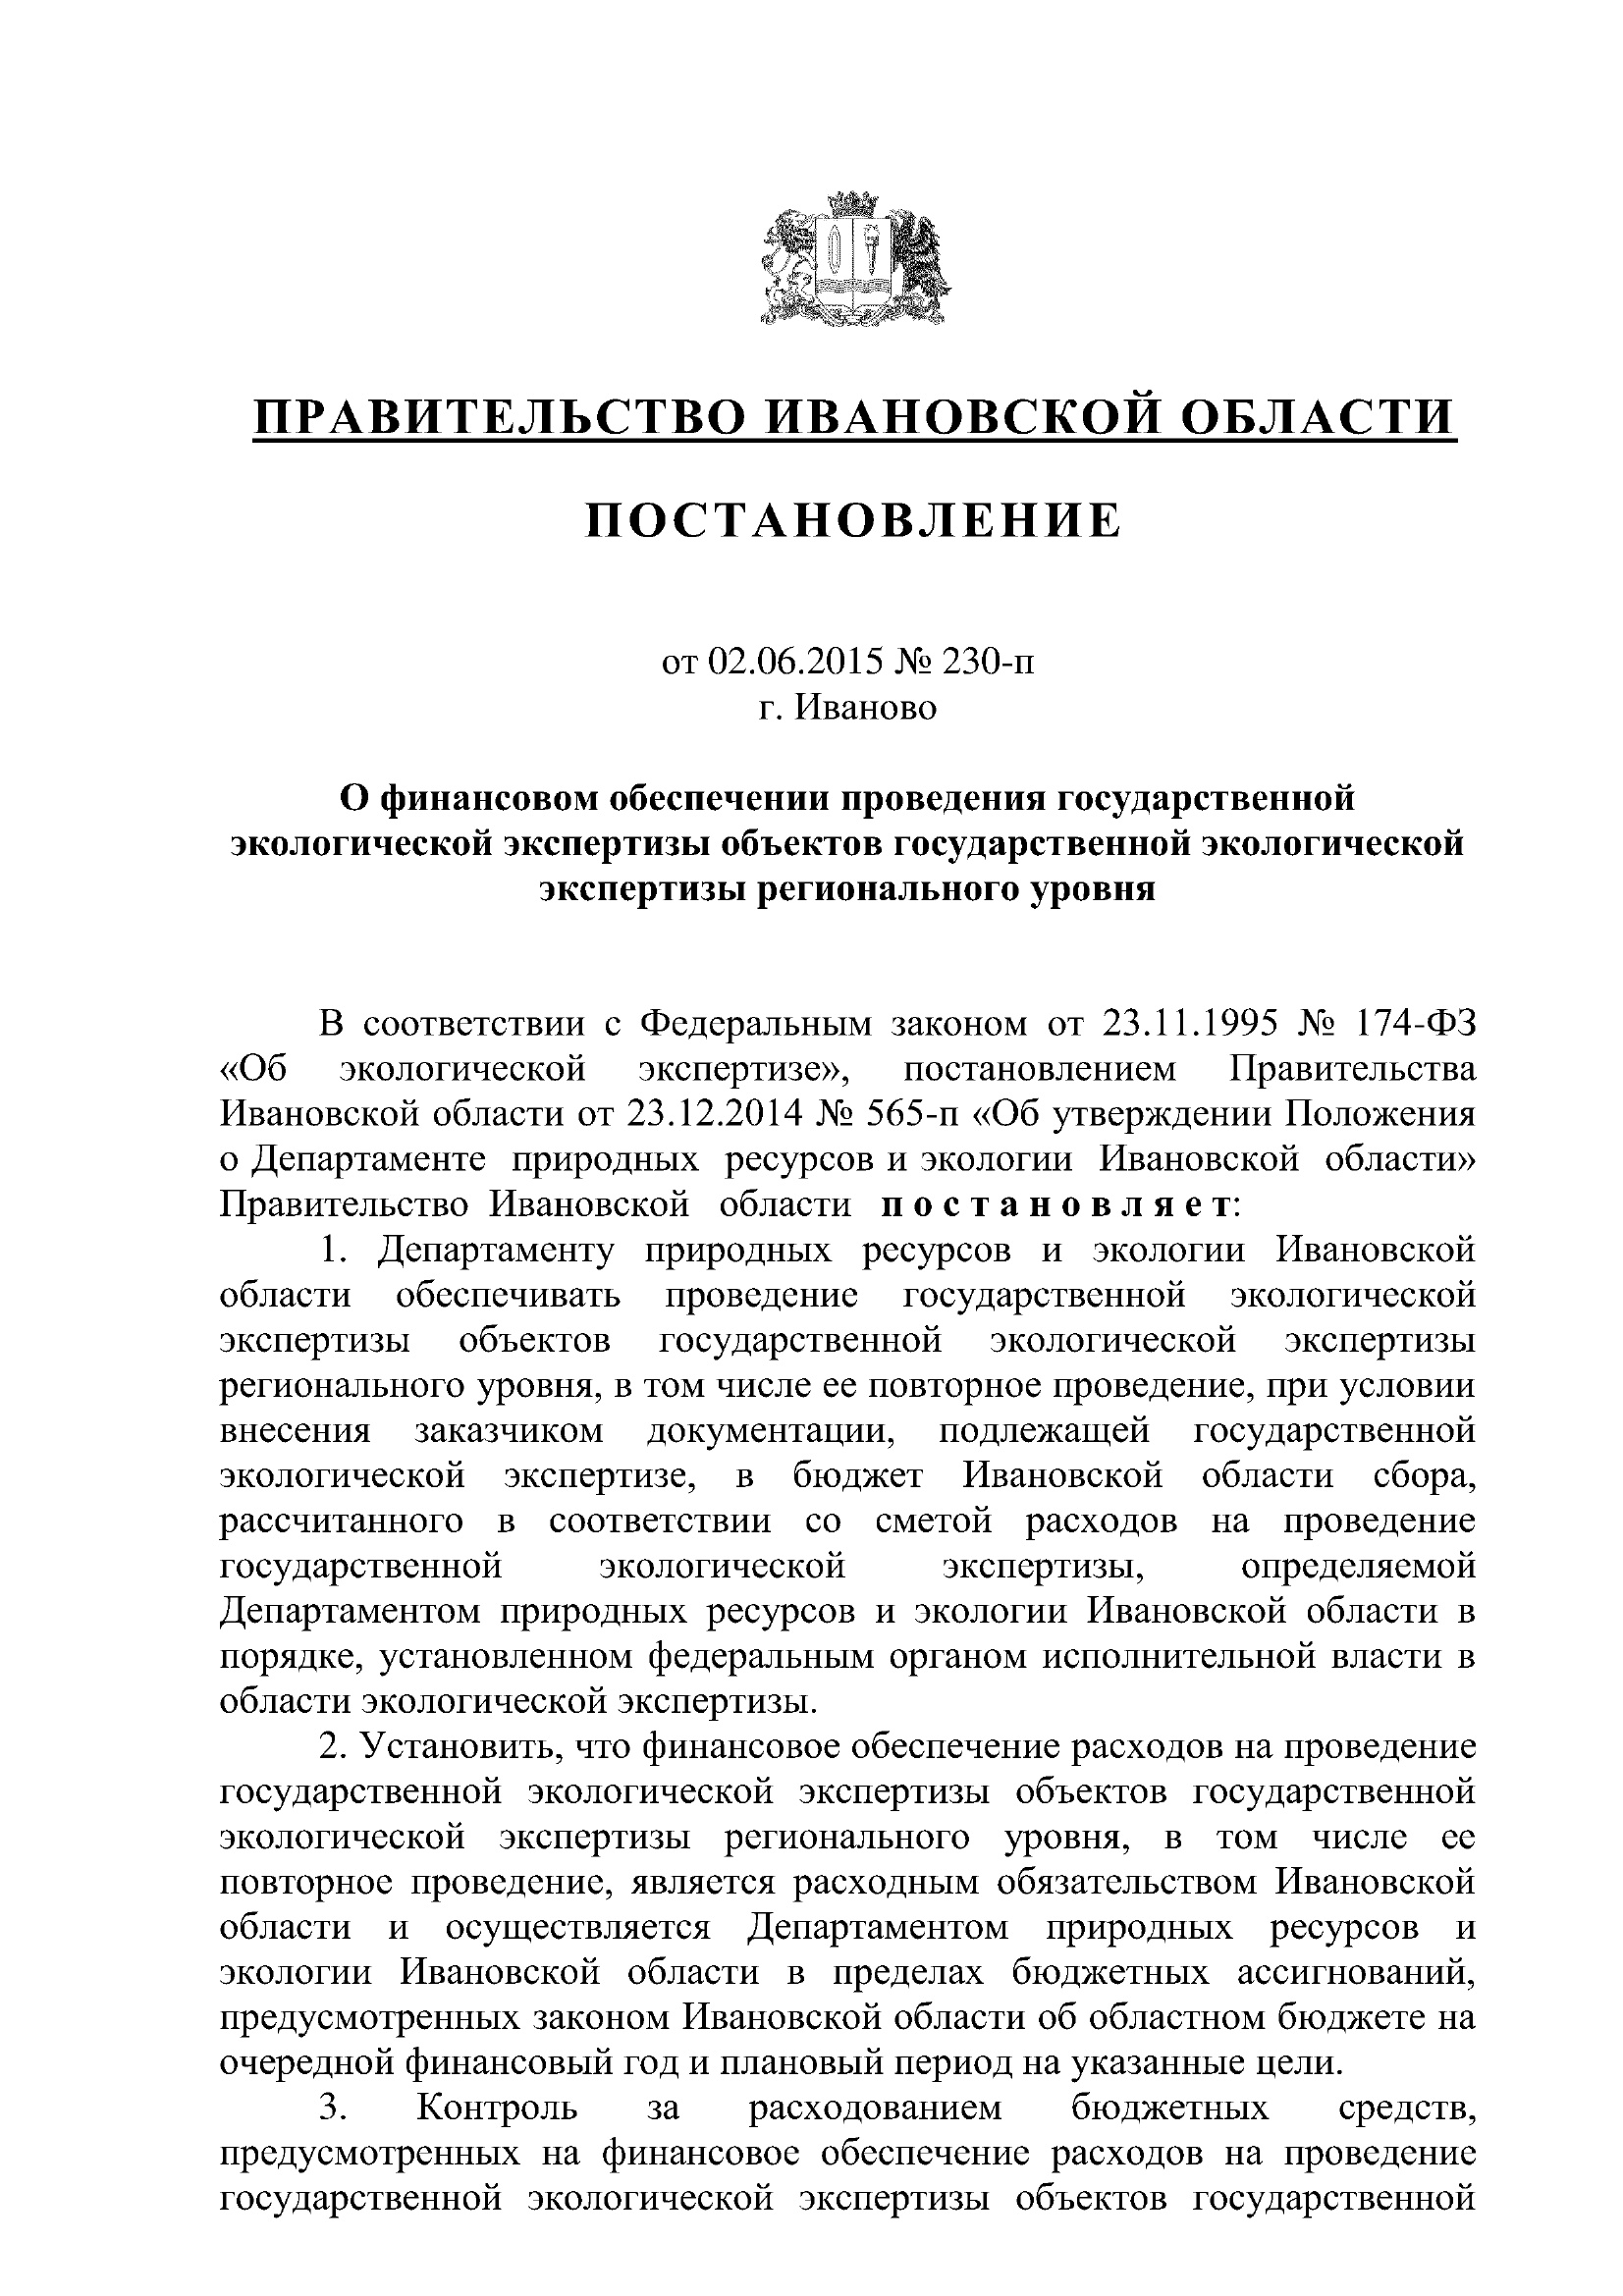 ПРАВИТЕЛЬСТВО ИВАНОВСКОЙ ОБЛАСТИ
ПОСТАНОВЛЕНИЕ
от 02.06.2015 № 230-п
г. Иваново
О финансовом обеспечении проведения государственной
экологической экспертизы объектов государственной экологической
экспертизы регионального уровня
В соответствии с Федеральным законом от 23.11.1995 № 174-ФЗ
«Об экологической экспертизе», постановлением Правительства
Ивановской области от 23.12.2014 № 565-п «Об утверждении Положения
о Департаменте природных ресурсов и экологии Ивановской области»
Правительство Ивановской области п о с т а н о в л я е т:
1. Департаменту природных ресурсов и экологии Ивановской
области обеспечивать проведение государственной экологической
экспертизы объектов государственной экологической экспертизы
регионального уровня, в том числе ее повторное проведение, при условии
внесения заказчиком документации, подлежащей государственной
экологической экспертизе, в бюджет Ивановской области сбора,
рассчитанного в соответствии со сметой расходов на проведение
государственной экологической экспертизы, определяемой
Департаментом природных ресурсов и экологии Ивановской области в
порядке, установленном федеральным органом исполнительной власти в
области экологической экспертизы.
2. Установить, что финансовое обеспечение расходов на проведение
государственной экологической экспертизы объектов государственной
экологической экспертизы регионального уровня, в том числе ее
повторное проведение, является расходным обязательством Ивановской
области и осуществляется Департаментом природных ресурсов и
экологии Ивановской области в пределах бюджетных ассигнований,
предусмотренных законом Ивановской области об областном бюджете на
очередной финансовый год и плановый период на указанные цели.
3. Контроль за расходованием бюджетных средств,
предусмотренных на финансовое обеспечение расходов на проведение
государственной экологической экспертизы объектов государственной